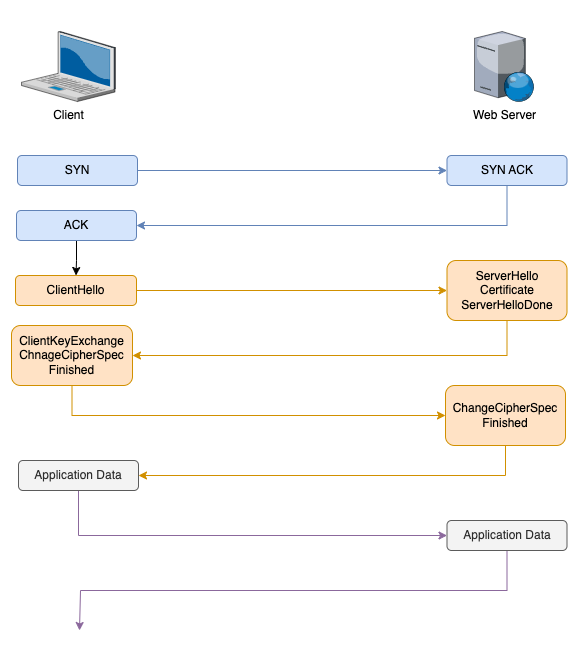 Client
Web Server
SYN
SYN ACK
ACK
ClientHello
ServerHello
Certificate
ServerHelloDone
ClientKeyExchange
ChnageCipherSpec
Finished
ChangeCipherSpec
Finished
Application Data
Application Data